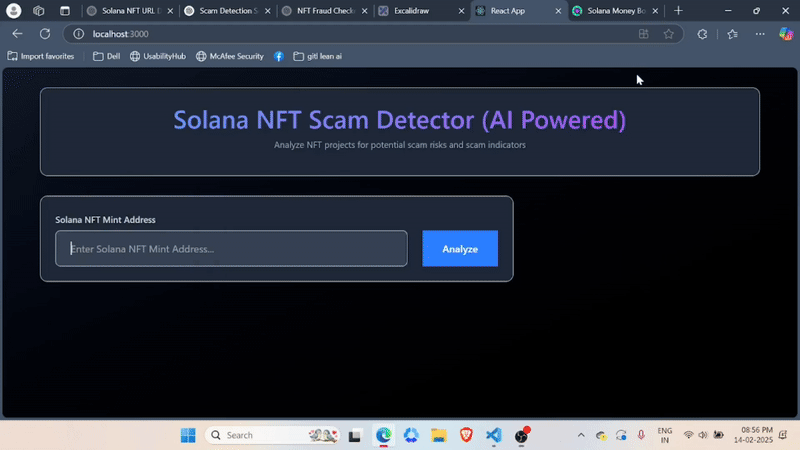 Solana NFT URL D
Scam Detection S
NFT Fraud Check
Excalidraw
React App
Solana Money Bo
localhost:3000
Import favorites
Dell
UsabilityHub
McAfee Security
gitl lean ai
Solana NFT Scam Detector (AI Powered)
Analyze NFT projects for potential scam risks and scam indicators
Solana NFT Mint Address
Enter Solana NFT Mint Address...
Analyze
Search
ENG
IN
08:56 PM
14-02-2025